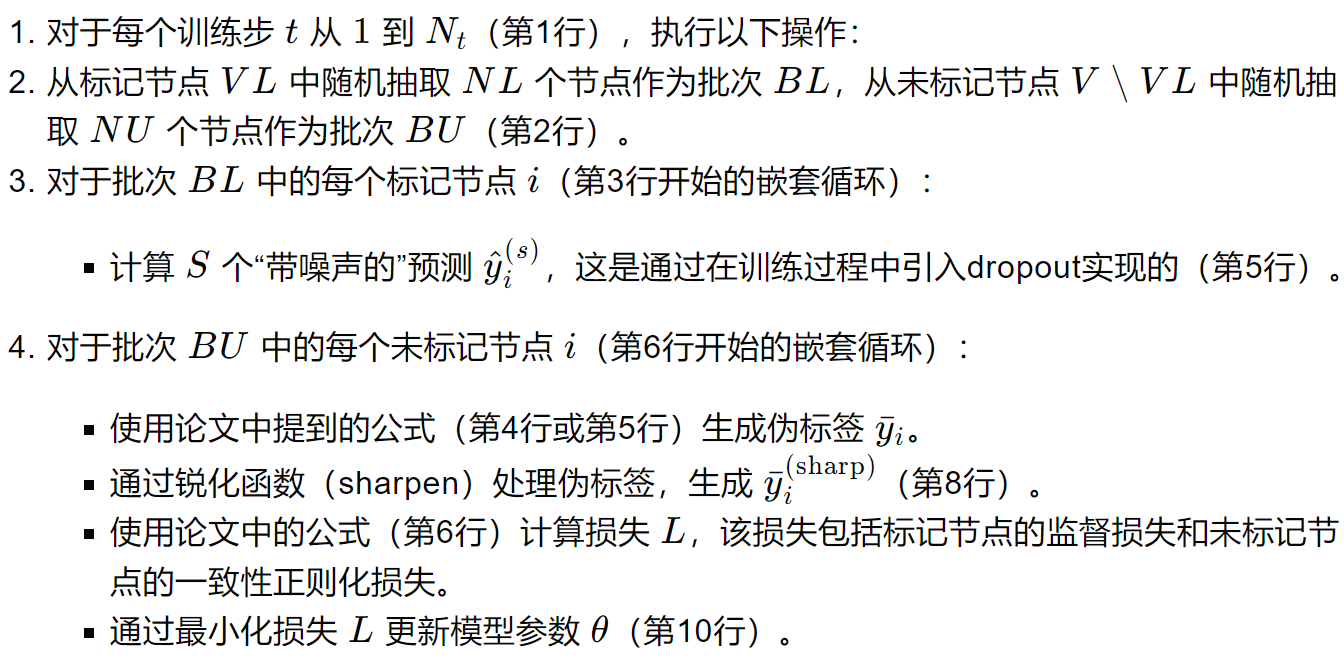 1. 对于每个训练步 t 从 1 到 N_t（第1行），执行以下操作：
2. 从标记节点 VL 中随机抽取 NL 个节点作为批次 BL，从未标记节点 V \ VL 中随机抽
取 NU 个节点作为批次 BU（第2行）。
3. 对于批次 BL 中的每个标记节点 i（第3行开始的嵌套循环）：
▪ 计算 S 个“带噪声的”预测 ŷ_i^(s)，这是通过在训练过程中引入dropout实现的（第5行）。
4. 对于批次 BU 中的每个未标记节点 i（第6行开始的嵌套循环）：
▪ 使用论文中提到的公式（第4行或第5行）生成伪标签 ȳ_i。
▪ 通过锐化函数（sharpen）处理伪标签，生成 ȳ_i^(sharp)（第8行）。
▪ 使用论文中的公式（第6行）计算损失 L，该损失包括标记节点的监督损失和未标记节
点的一致性正则化损失。
▪ 通过最小化损失 L 更新模型参数 θ（第10行）。